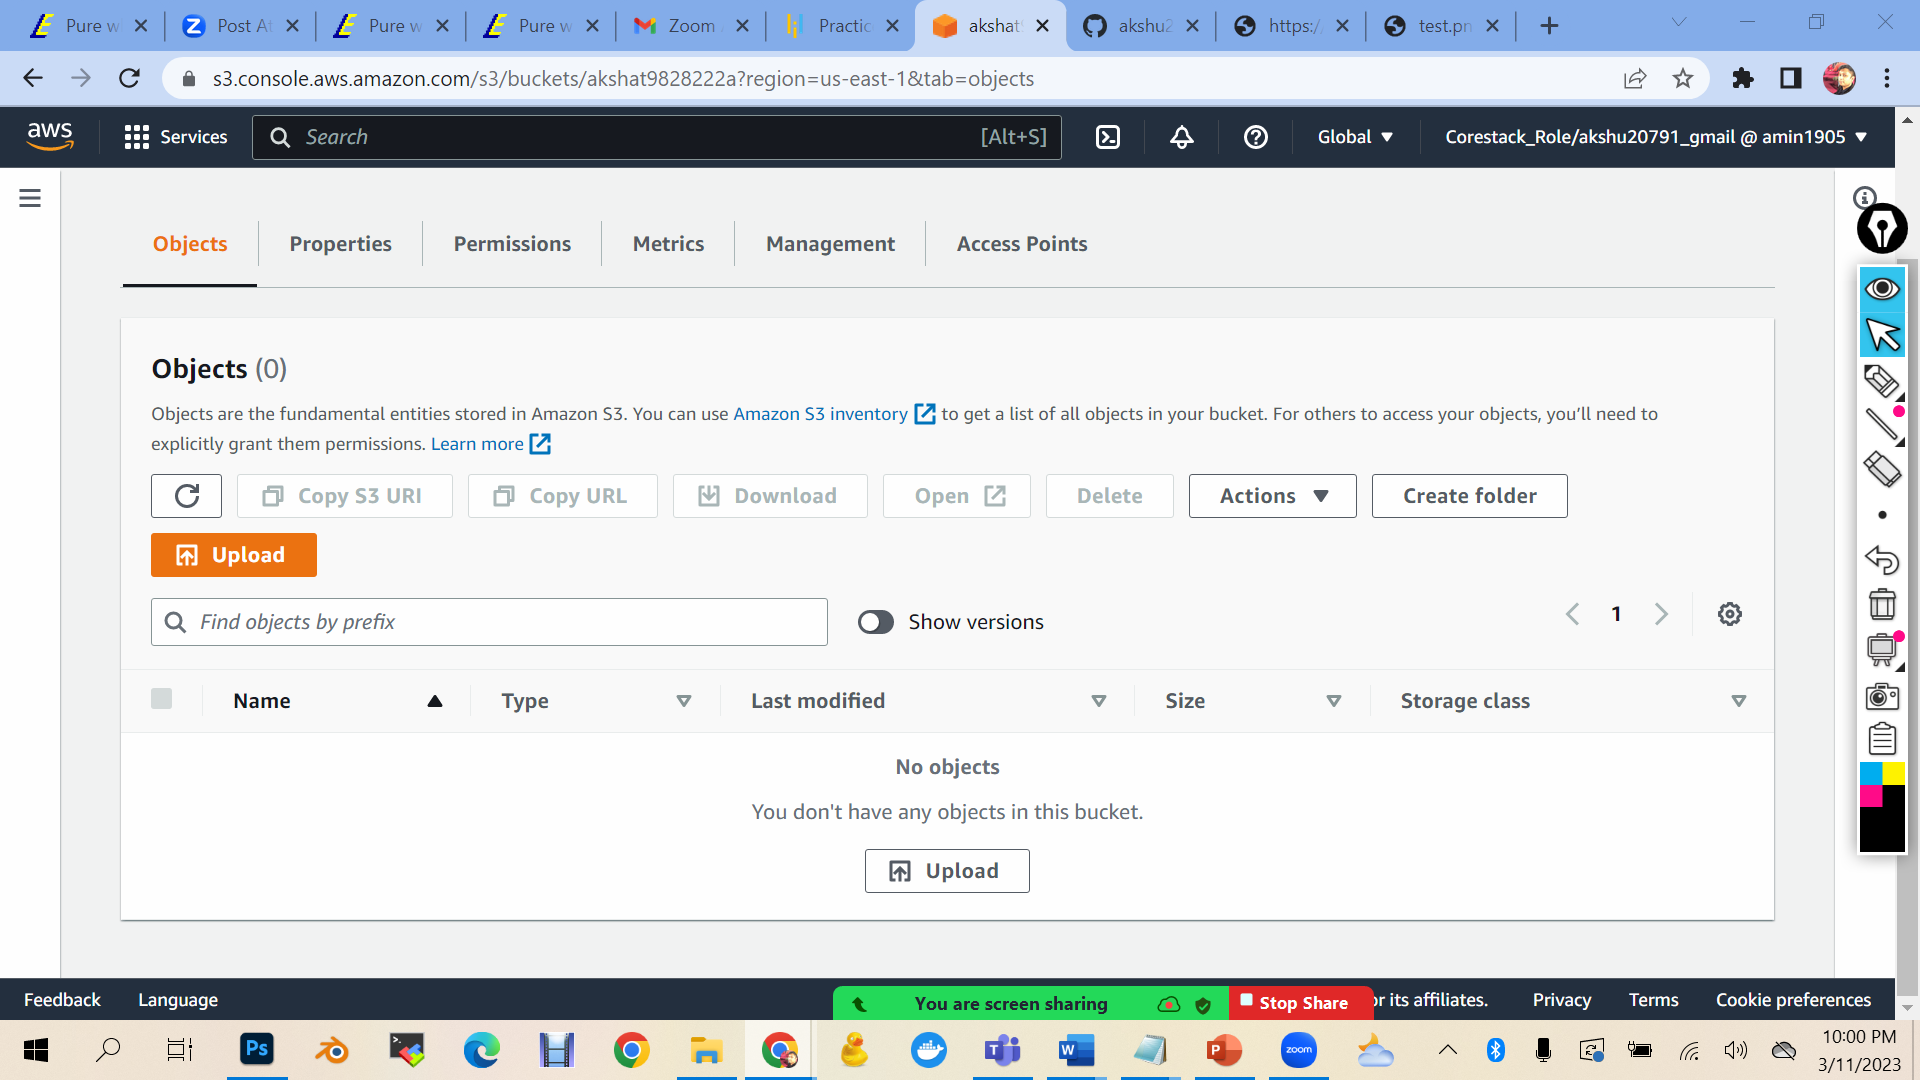 Pure w
Post At
Pure w
Pure w
Zoom
Practic
akshat
akshu2
https:/
test.pn
s3.console.aws.amazon.com/s3/buckets/akshat9828222a?region=us-east-1&tab=objects
aws
Services
Search
[Alt+S]
Global
Corestack_Role/akshu20791_gmail @ amin1905
Objects
Properties
Permissions
Metrics
Management
Access Points
Objects (0)
Objects are the fundamental entities stored in Amazon S3. You can use Amazon S3 inventory to get a list of all objects in your bucket. For others to access your objects, you’ll need to
explicitly grant them permissions. Learn more
Copy S3 URI
Copy URL
Download
Open
Delete
Actions
Create folder
Upload
Find objects by prefix
Show versions
1
Name
Type
Last modified
Size
Storage class
No objects
You don't have any objects in this bucket.
Upload
Feedback
Language
You are screen sharing
Stop Share
or its affiliates.
Privacy
Terms
Cookie preferences
Ps
W
P
zoom
10:00 PM
3/11/2023